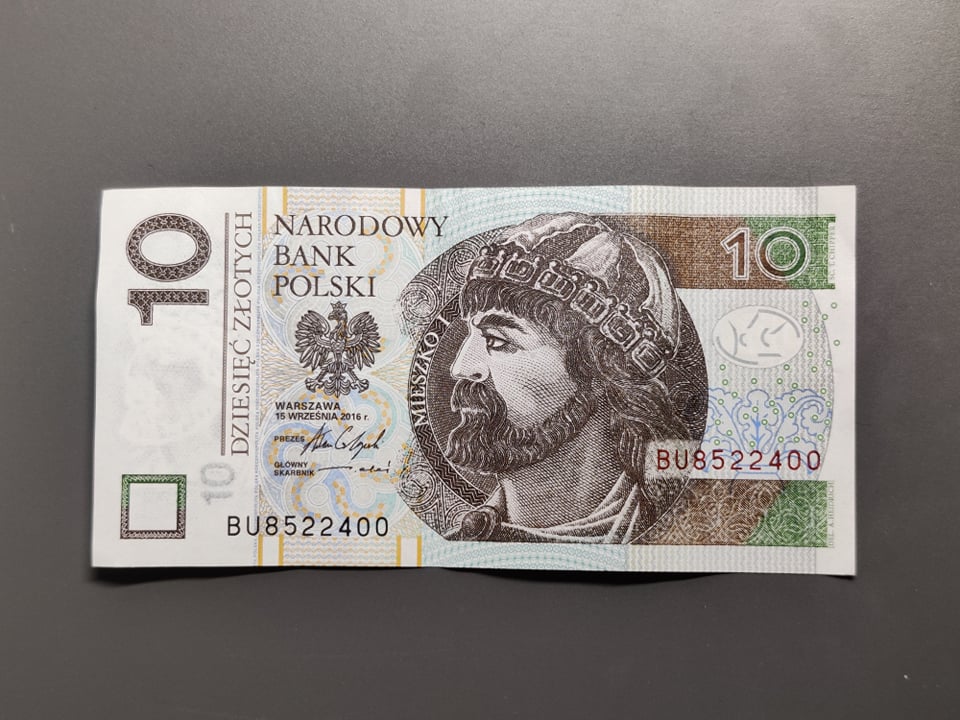 10
DZIESIĘĆ ZŁOTYCH
10
NARODOWY
BANK
POLSKI
WARSZAWA
15 WRZEŚNIA 2016 r.
PREZES
GŁÓWNY
SKARBNIK
BU8522400
MIESZKO I
10
BU8522400